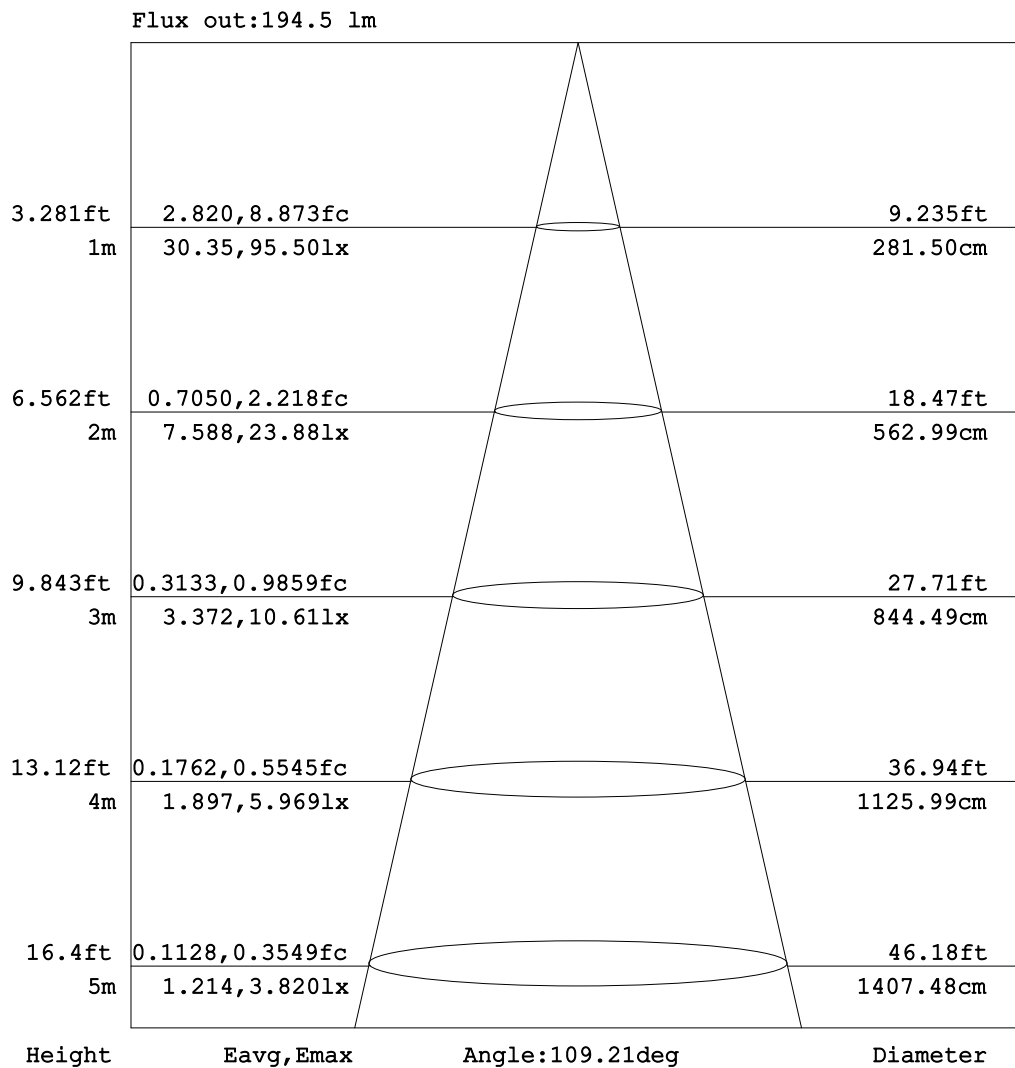 Flux out:194.5 lm
3.281ft 2.820,8.873fc 9.235ft
1m 30.35,95.50lx 281.50cm
6.562ft 0.7050,2.218fc 18.47ft
2m 7.588,23.88lx 562.99cm
9.843ft 0.3133,0.9859fc 27.71ft
3m 3.372,10.61lx 844.49cm
13.12ft 0.1762,0.5545fc 36.94ft
4m 1.897,5.969lx 1125.99cm
16.4ft 0.1128,0.3549fc 46.18ft
5m 1.214,3.820lx 1407.48cm
Height Eavg,Emax Angle:109.21deg Diameter